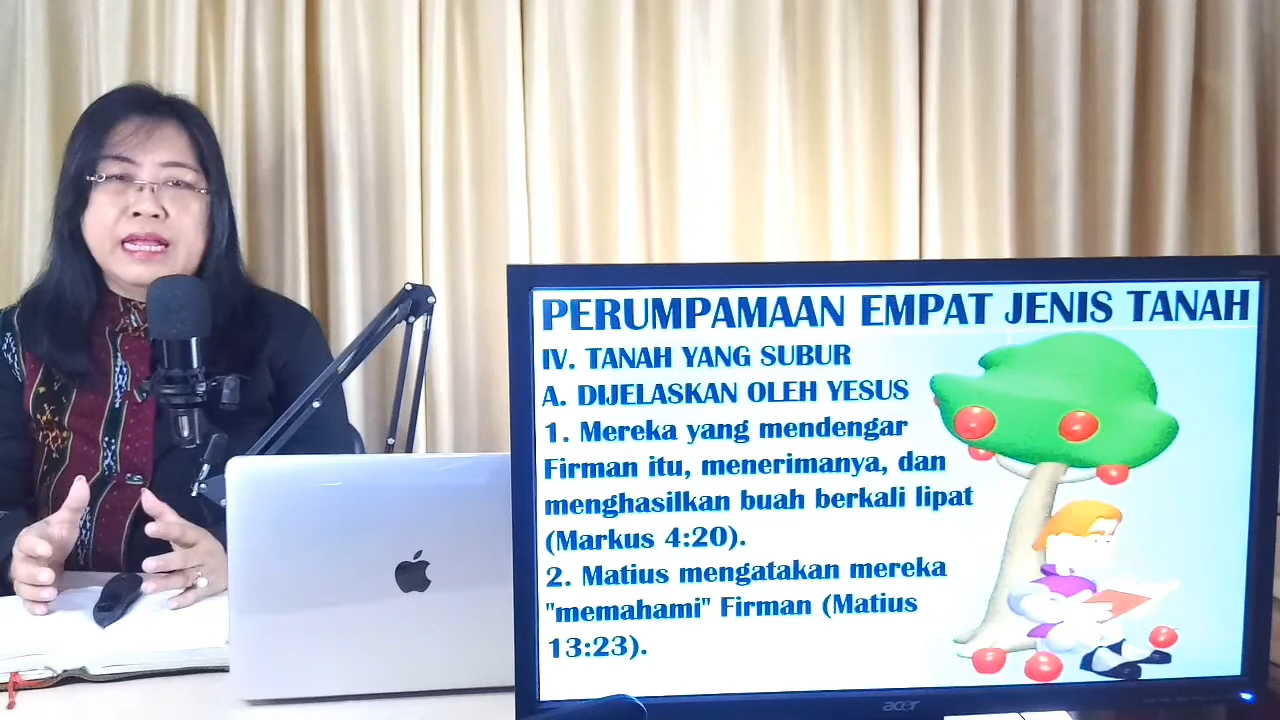 PERUMPAMAAN EMPAT JENIS TANAH
IV. TANAH YANG SUBUR
A. DIJELASKAN OLEH YESUS
1. Mereka yang mendengar
Firman itu, menerimanya, dan
menghasilkan buah berkali lipat
(Markus 4:20).
2. Matius mengatakan mereka
"memahami" Firman (Matius
13:23).
acer